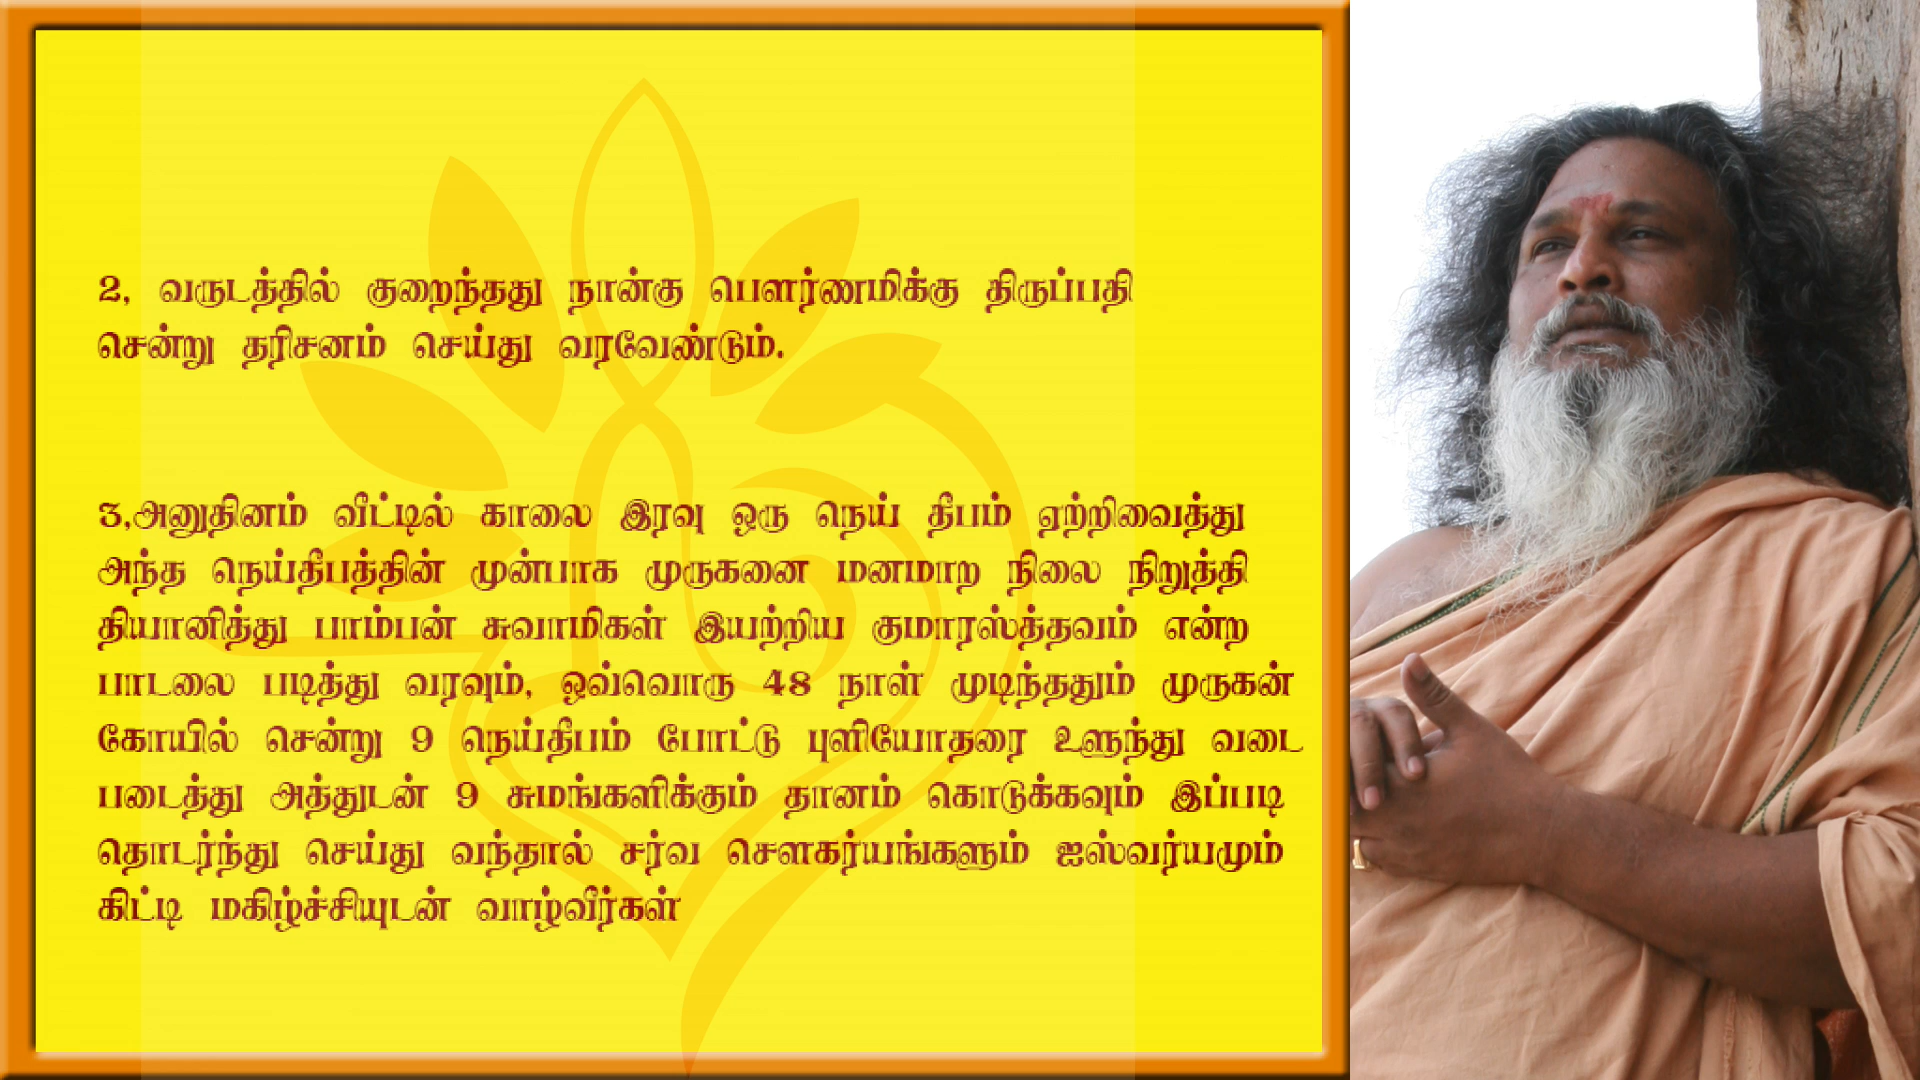 2, வருடத்தில் குறைந்தது நான்கு பௌர்ணமிக்கு திருப்பதி
சென்று தரிசனம் செய்து வரவேண்டும்.
3,அனுதினம் வீட்டில் காலை இரவு ஒரு நெய் தீபம் ஏற்றிவைத்து
அந்த நெய்தீபத்தின் முன்பாக முருகனை மனமாற நிலை நிறுத்தி
தியானித்து பாம்பன் சுவாமிகள் இயற்றிய குமாரஸ்த்தவம் என்ற
பாடலை படித்து வரவும், ஒவ்வொரு 48 நாள் முடிந்ததும் முருகன்
கோயில் சென்று 9 நெய்தீபம் போட்டு புளியோதரை உளுந்து வடை
படைத்து அத்துடன் 9 சுமங்களிக்கும் தானம் கொடுக்கவும் இப்படி
தொடர்ந்து செய்து வந்தால் சர்வ சௌகர்யங்களும் ஐஸ்வர்யமும்
கிட்டி மகிழ்ச்சியுடன் வாழ்வீர்கள்